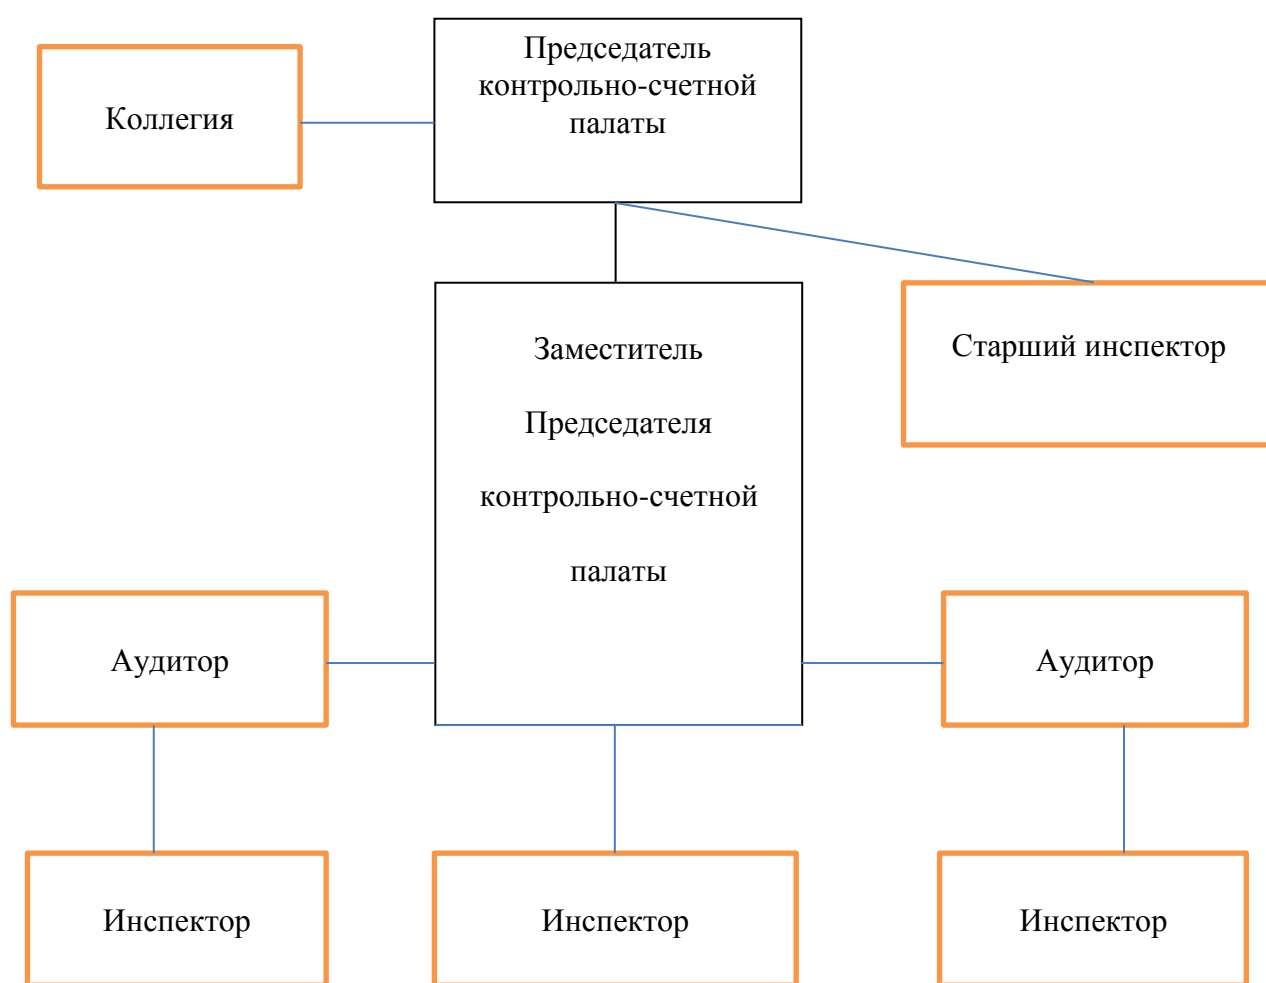 Председатель
контрольно-счетной
палаты
Коллегия
Заместитель
Председателя
контрольно-счетной
палаты
Старший инспектор
Аудитор
Аудитор
Инспектор
Инспектор
Инспектор